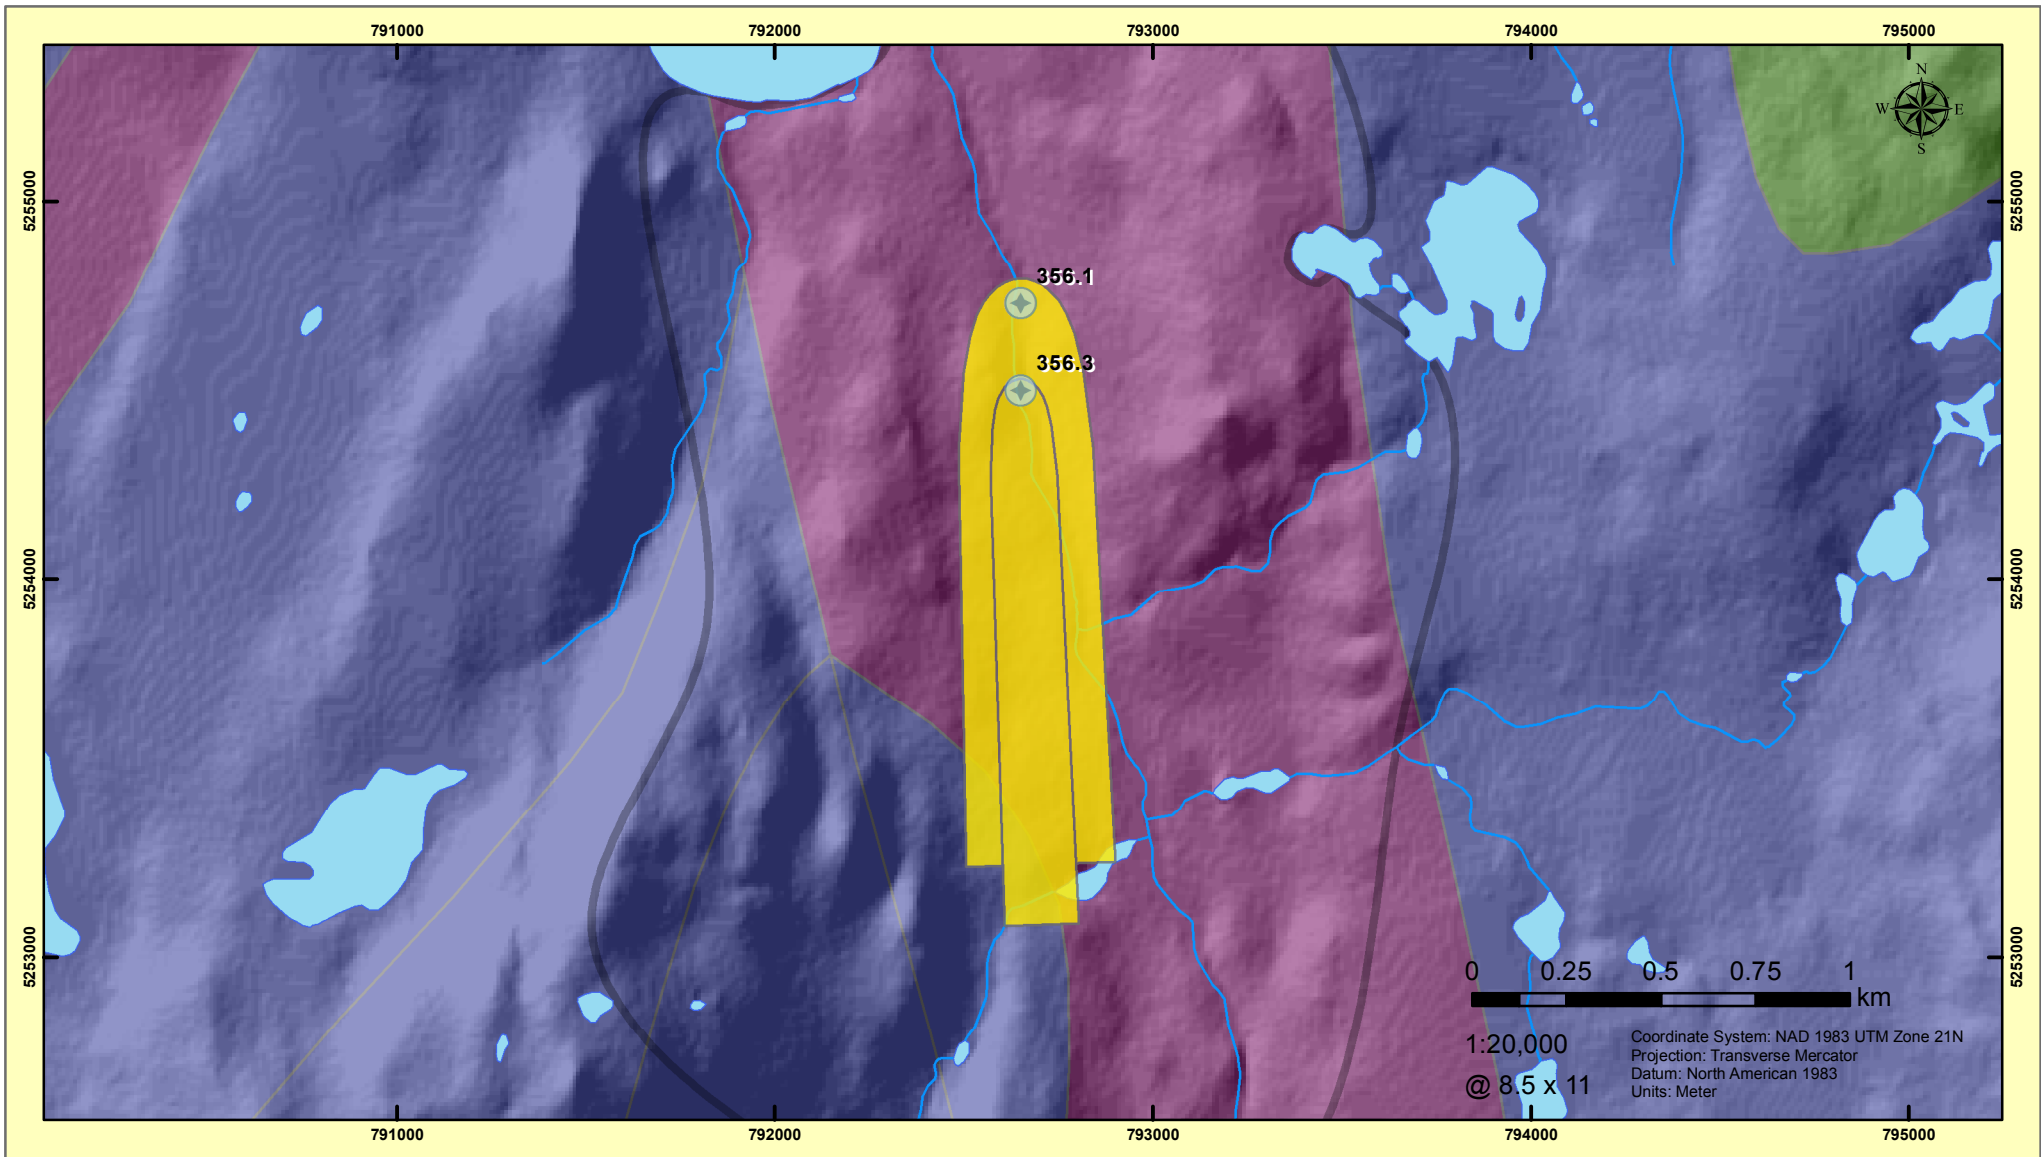 791000 792000 793000 794000 795000
N
W E
S
5255000 5255000
356.1
356.3
5254000 5254000
5253000 5253000
0 0.25 0.5 0.75 1
km
1:20,000
@ 8.5 x 11
Coordinate System: NAD 1983 UTM Zone 21N
Projection: Transverse Mercator
Datum: North American 1983
Units: Meter
791000 792000 793000 794000 795000